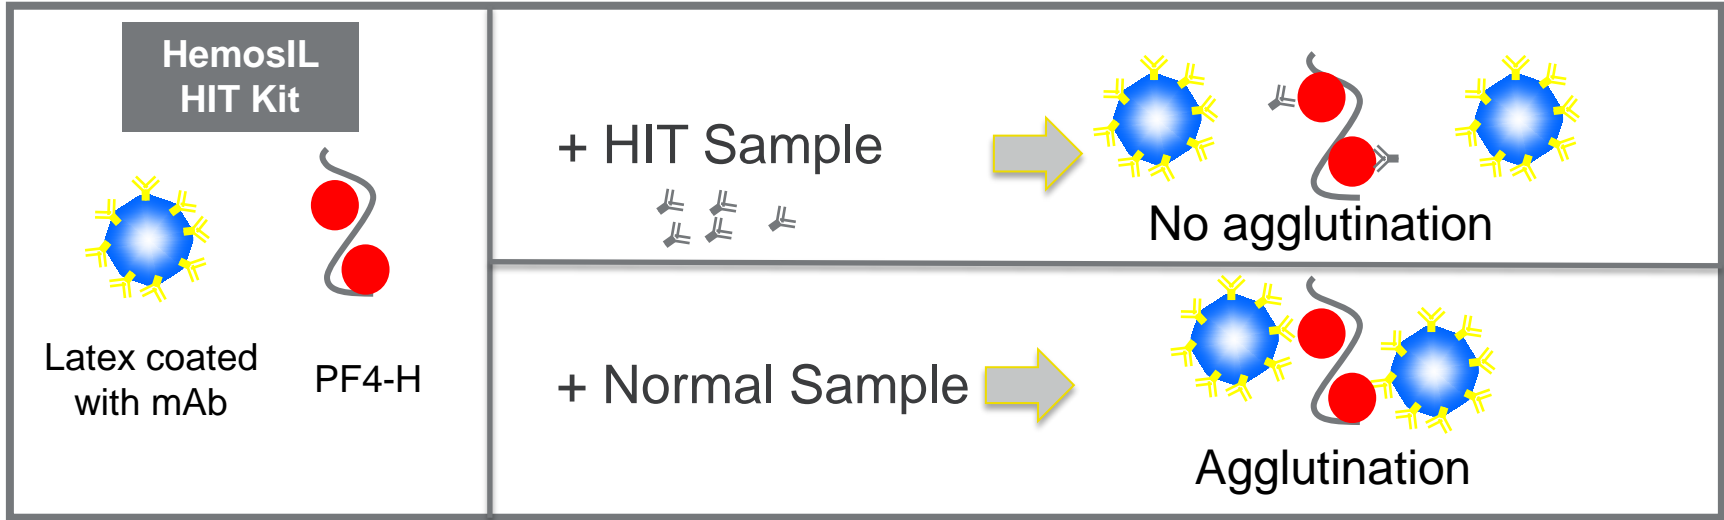 HemosIL
HIT Kit
Latex coated
with mAb
PF4-H
+ HIT Sample
No agglutination
+ Normal Sample
Agglutination